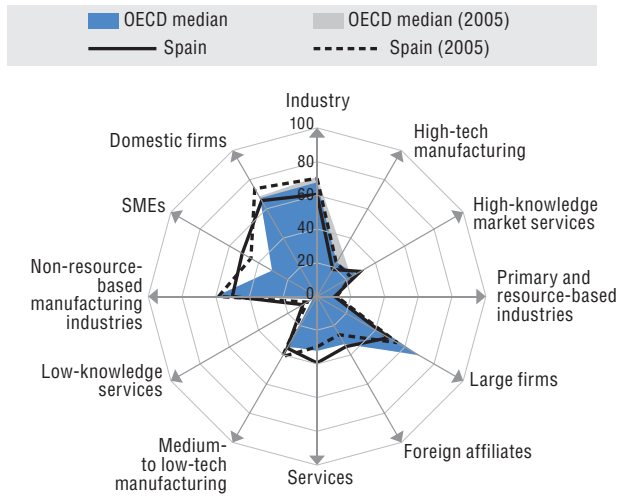 OECD median
OECD median (2005)
Spain
Spain (2005)
Industry
100
80
60
40
20
0
High-tech
manufacturing
High-knowledge
market services
Primary and
resource-based
industries
Large firms
Foreign affiliates
Services
Medium-
to low-tech
manufacturing
Low-knowledge
services
Non-resource-
based
manufacturing
industries
SMEs
Domestic firms